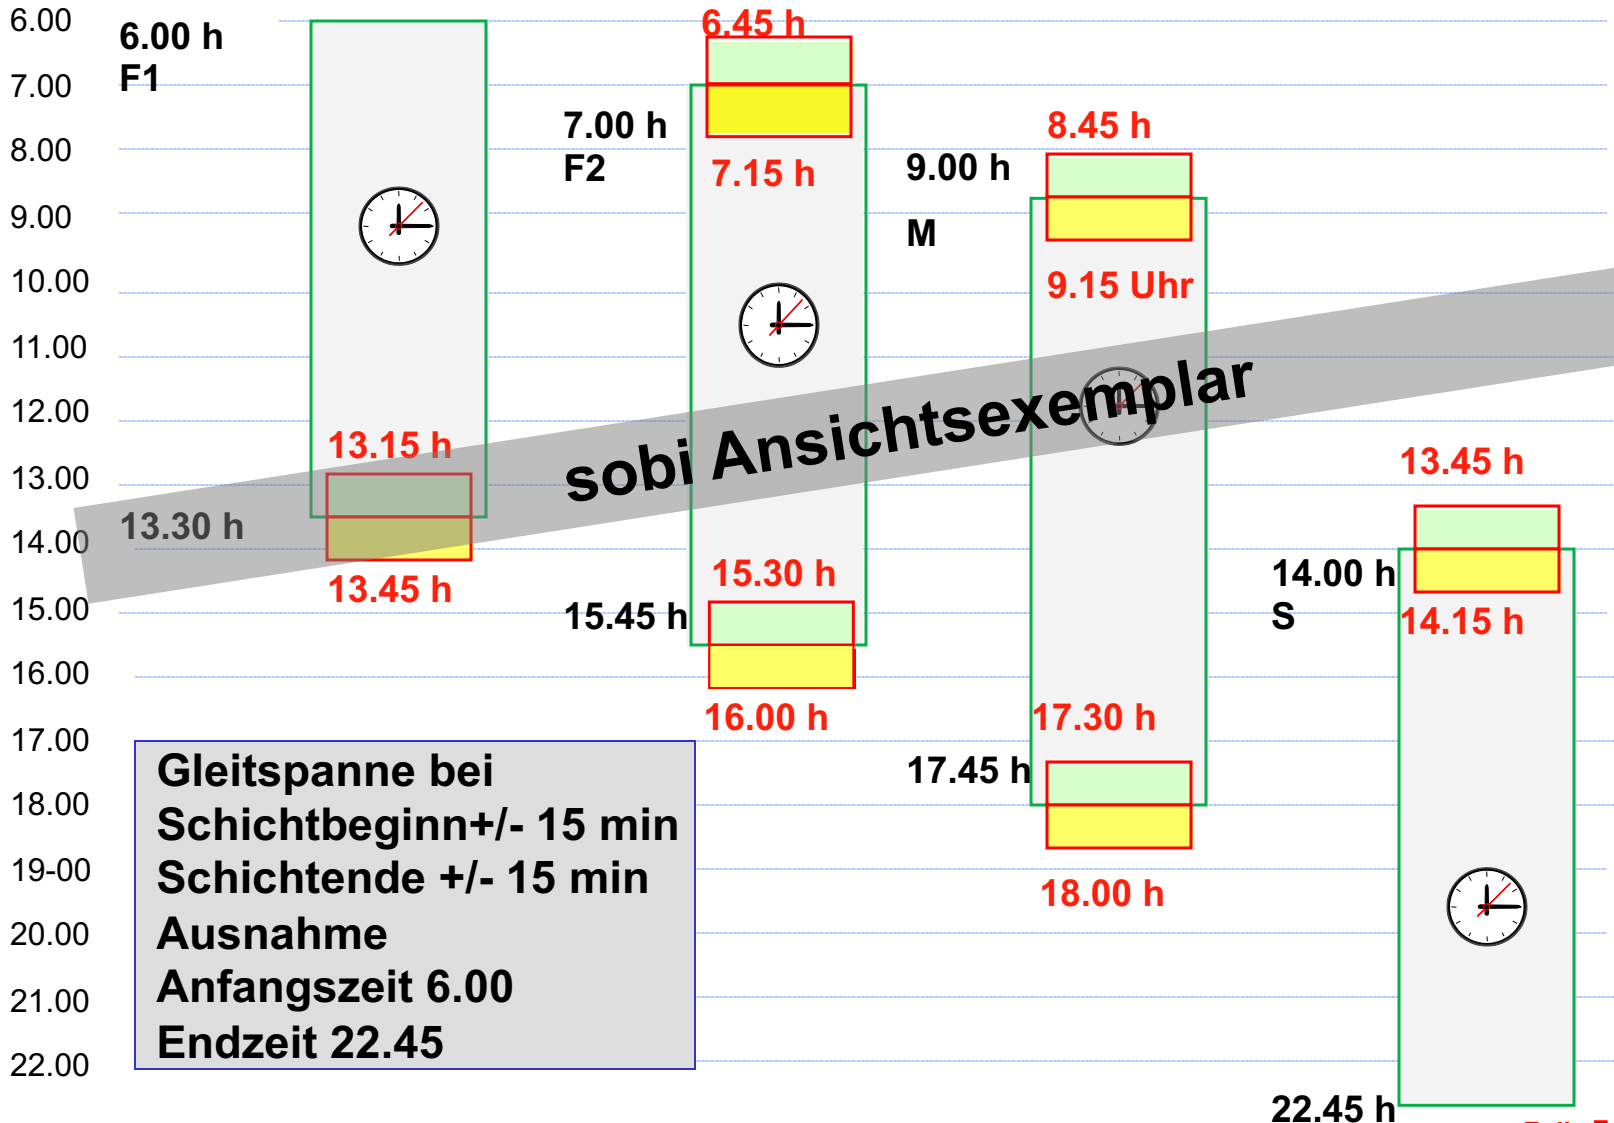 6.00
7.00
8.00
9.00
10.00
11.00
12.00
13.00
14.00
15.00
16.00
17.00
18.00
19-00
20.00
21.00
22.00
6.00 h
F1
13.15 h
13.30 h
13.45 h
6.45 h
7.00 h
F2
7.15 h
15.30 h
15.45 h
16.00 h
8.45 h
9.00 h
M
9.15 Uhr
17.30 h
17.45 h
18.00 h
13.45 h
14.00 h
S
14.15 h
22.45 h
sobi Ansichtsexemplar
Gleitspanne bei
Schichtbeginn+/- 15 min
Schichtende +/- 15 min
Ausnahme
Anfangszeit 6.00
Endzeit 22.45